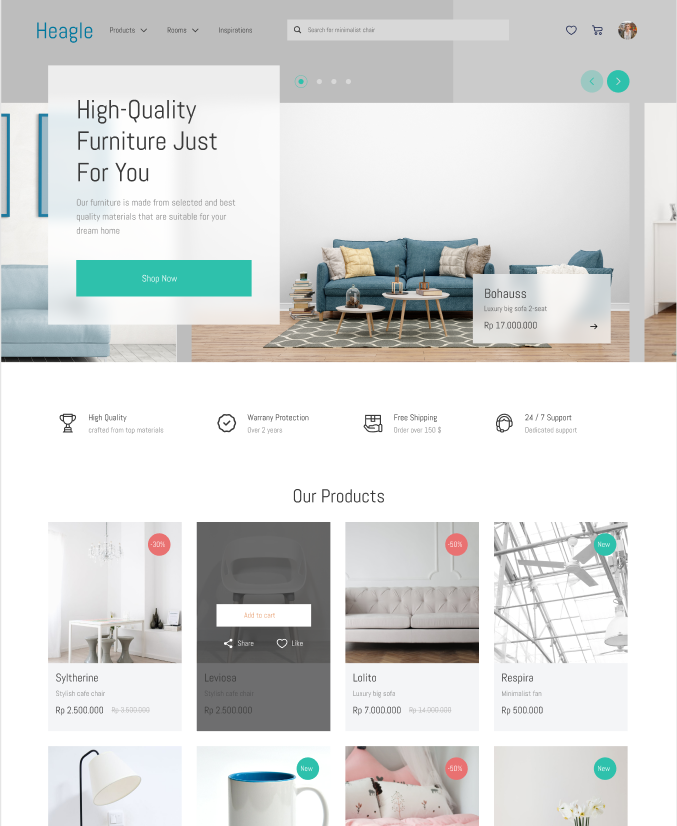 Heagle
Products
Rooms
Inspirations
Search for minimalist chair
High-Quality
Furniture Just
For You
Our furniture is made from selected and best
quality materials that are suitable for your
dream home
Shop Now
Bohauss
Luxury big sofa 2-seat
Rp 17.000.000
High Quality
crafted from top materials
Warrany Protection
Over 2 years
Free Shipping
Order over 150 $
24 / 7 Support
Dedicated support
Our Products
-30%
Syltherine
Stylish cafe chair
Rp 2.500.000 Rp 3.500.000
Add to cart
Share
Like
Leviosa
Stylish cafe chair
Rp 2.500.000
-50%
Lolito
Luxury big sofa
Rp 7.000.000 Rp 14.000.000
New
Respira
Minimalist fan
Rp 500.000
New
-50%
New